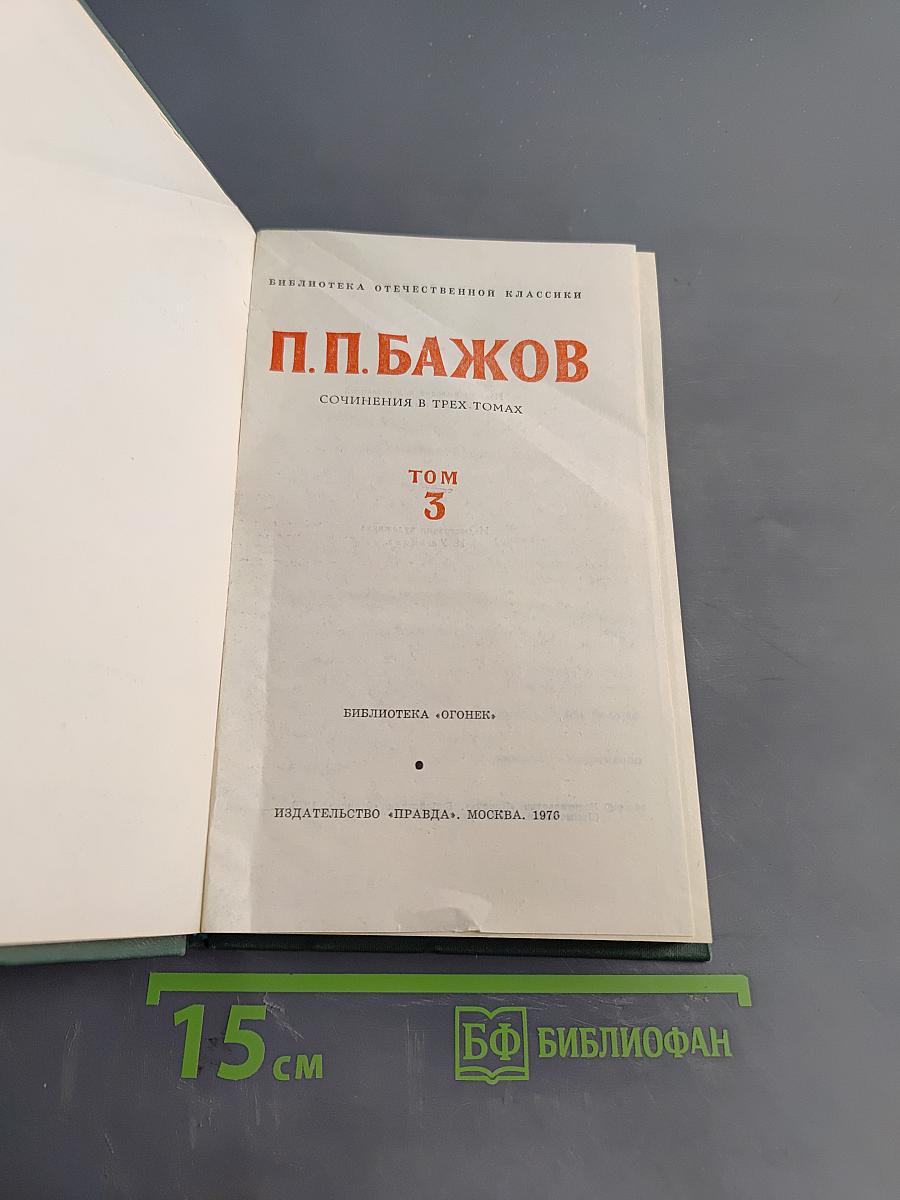 БИБЛИОТЕКА ОТЕЧЕСТВЕННОЙ КЛАССИКИ
П.П.БАЖОВ
СОЧИНЕНИЯ В ТРЕХ ТОМАХ
ТОМ
3
БИБЛИОТЕКА «ОГОНЕК»
ИЗДАТЕЛЬСТВО «ПРАВДА». МОСКВА. 1976
15 см
БФ БИБЛИОФАН